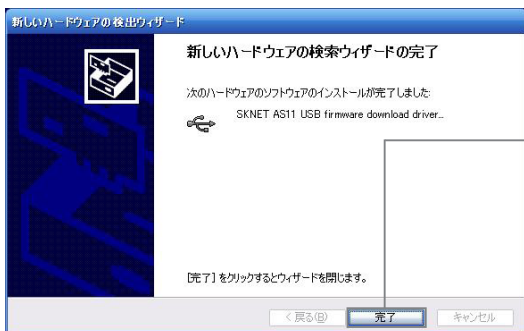 新しいハードウェアの検出ウィザード
新しいハードウェアの検索ウィザードの完了
次のハードウェアのソフトウェアのインストールが完了しました:
SKNET AS11 USB firmware download driver...
[完了] をクリックするとウィザードを閉じます。
< 戻る(B) 完了 キャンセル